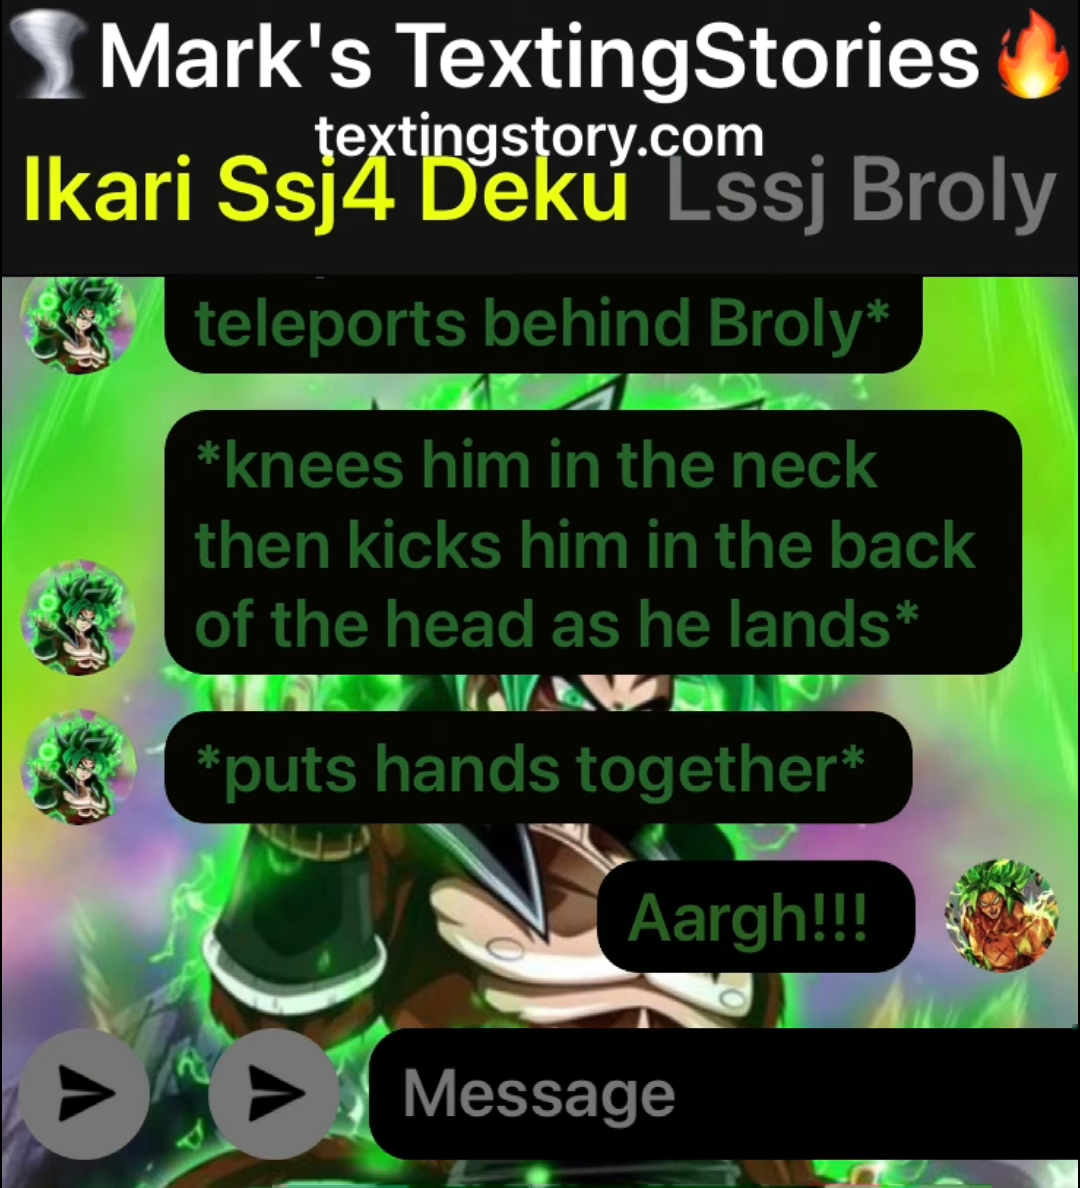 🌪️Mark's TextingStories🔥
textingstory.com
Ikari Ssj4 Deku Lssj Broly
teleports behind Broly*
*knees him in the neck
then kicks him in the back
of the head as he lands*
*puts hands together*
Aargh!!!
Message